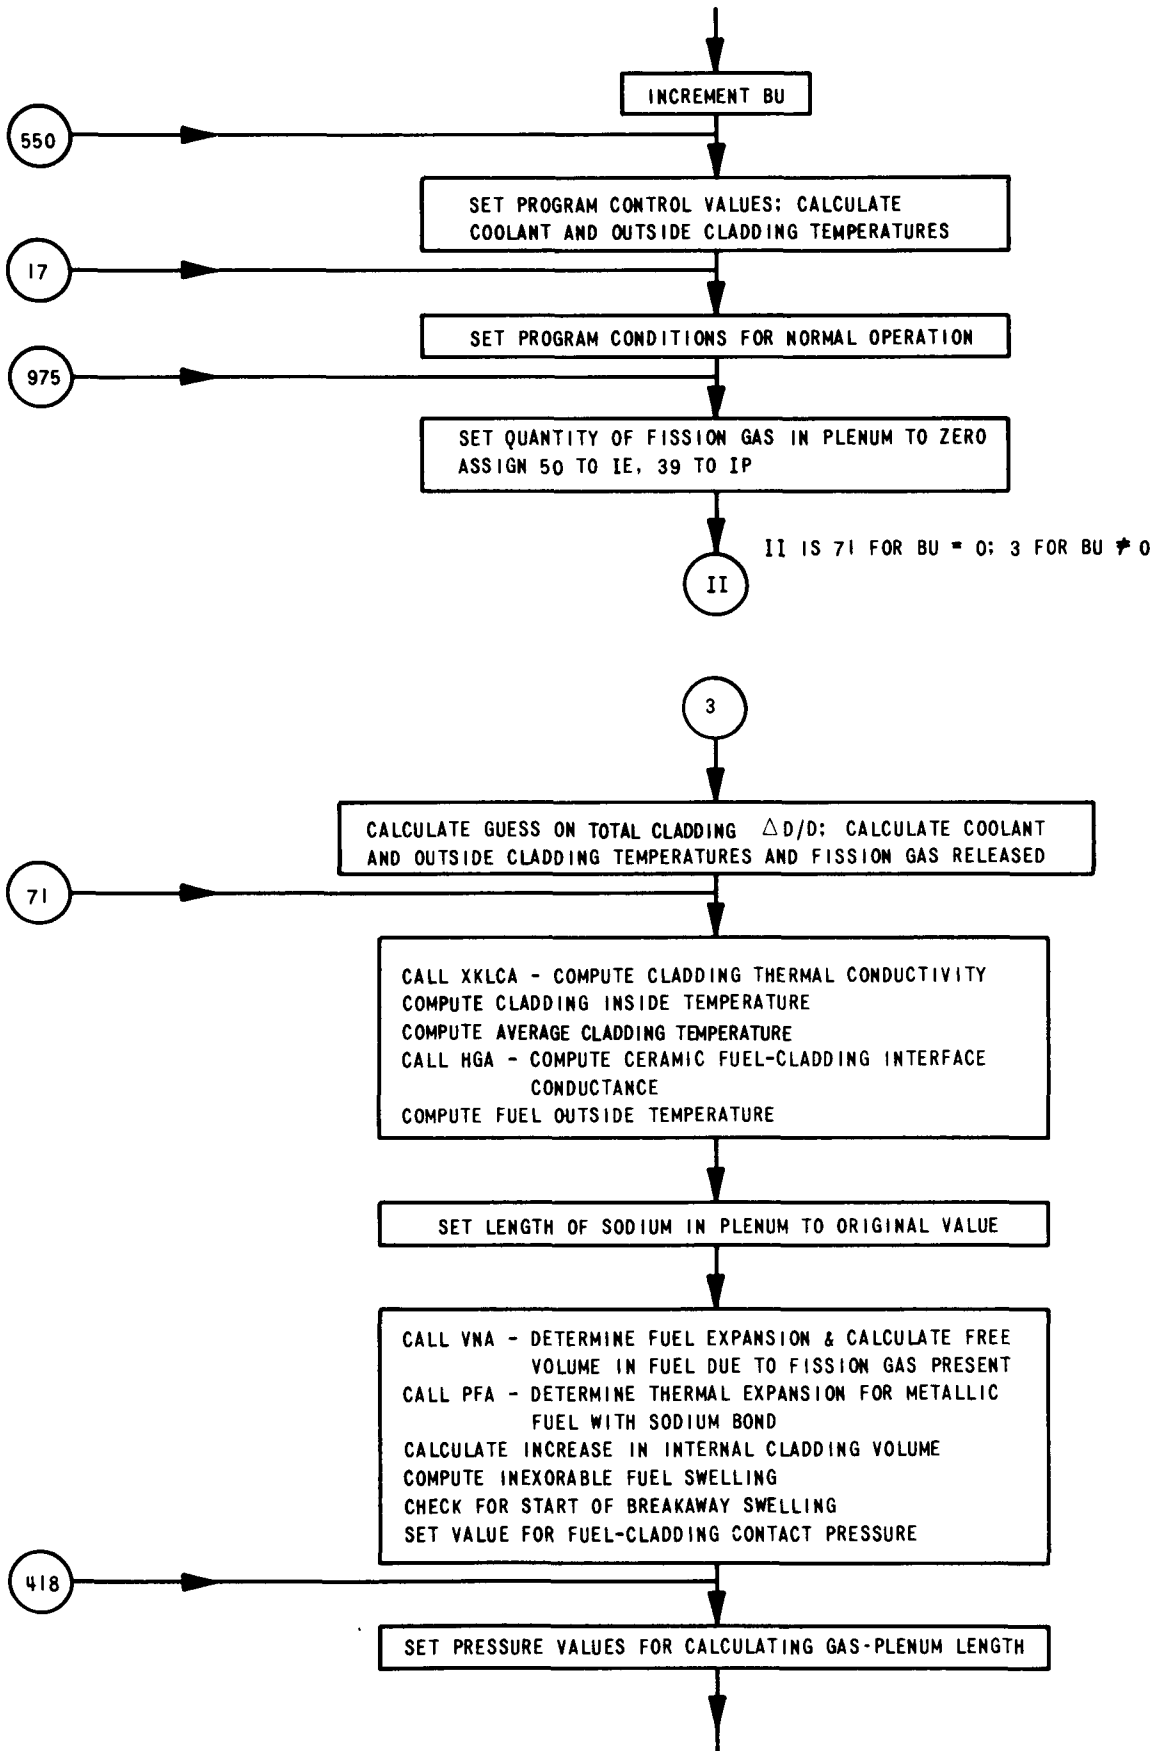 INCREMENT BU
550
SET PROGRAM CONTROL VALUES; CALCULATE
COOLANT AND OUTSIDE CLADDING TEMPERATURES
17
SET PROGRAM CONDITIONS FOR NORMAL OPERATION
975
SET QUANTITY OF FISSION GAS IN PLENUM TO ZERO
ASSIGN 50 TO IE, 39 TO IP
II IS 71 FOR BU = 0; 3 FOR BU ≠ 0
II
3
CALCULATE GUESS ON TOTAL CLADDING △D/D; CALCULATE COOLANT
AND OUTSIDE CLADDING TEMPERATURES AND FISSION GAS RELEASED
71
CALL XKLCA - COMPUTE CLADDING THERMAL CONDUCTIVITY
COMPUTE CLADDING INSIDE TEMPERATURE
COMPUTE AVERAGE CLADDING TEMPERATURE
CALL HGA - COMPUTE CERAMIC FUEL-CLADDING INTERFACE
CONDUCTANCE
COMPUTE FUEL OUTSIDE TEMPERATURE
SET LENGTH OF SODIUM IN PLENUM TO ORIGINAL VALUE
CALL VNA - DETERMINE FUEL EXPANSION & CALCULATE FREE
VOLUME IN FUEL DUE TO FISSION GAS PRESENT
CALL PFA - DETERMINE THERMAL EXPANSION FOR METALLIC
FUEL WITH SODIUM BOND
CALCULATE INCREASE IN INTERNAL CLADDING VOLUME
COMPUTE INEXORABLE FUEL SWELLING
CHECK FOR START OF BREAKAWAY SWELLING
SET VALUE FOR FUEL-CLADDING CONTACT PRESSURE
418
SET PRESSURE VALUES FOR CALCULATING GAS-PLENUM LENGTH